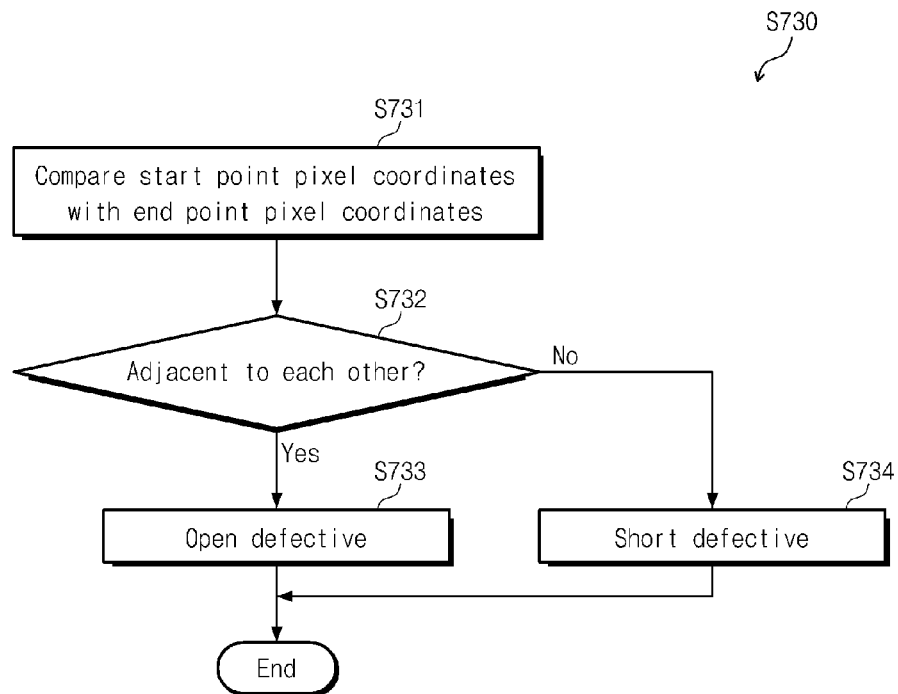 S730
S731
Compare start point pixel coordinates
with end point pixel coordinates
S732
Adjacent to each other?
No
Yes
S733
Open defective
S734
Short defective
End